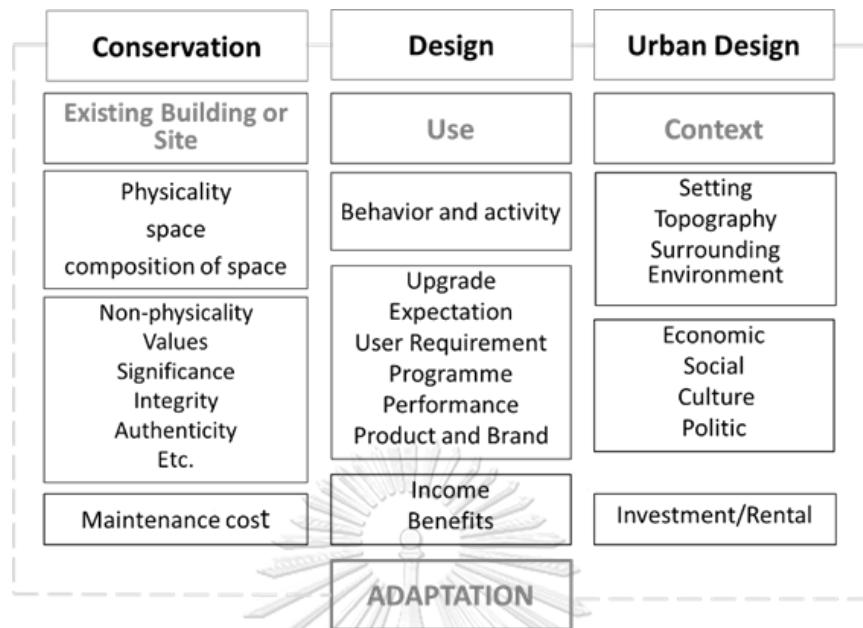 Conservation
Existing Building or
Site
Physicality
space
composition of space
Non-physicality
Values
Significance
Integrity
Authenticity
Etc.
Maintenance cost
Design
Use
Behavior and activity
Upgrade
Expectation
User Requirement
Programme
Performance
Product and Brand
Income
Benefits
Urban Design
Context
Setting
Topography
Surrounding
Environment
Economic
Social
Culture
Politic
Investment/Rental
ADAPTATION